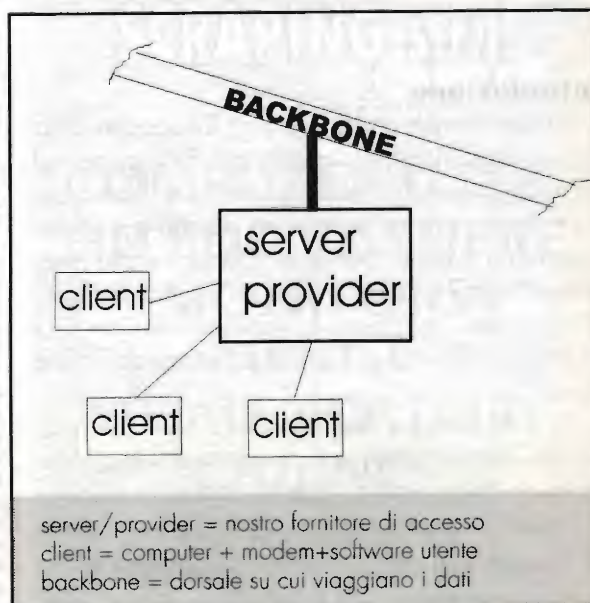 BACKBONE
server
provider
client
client
client
server/provider = nostro fornitore di accesso
client = computer + modem+software utente
backbone = dorsale su cui viaggiano i dati